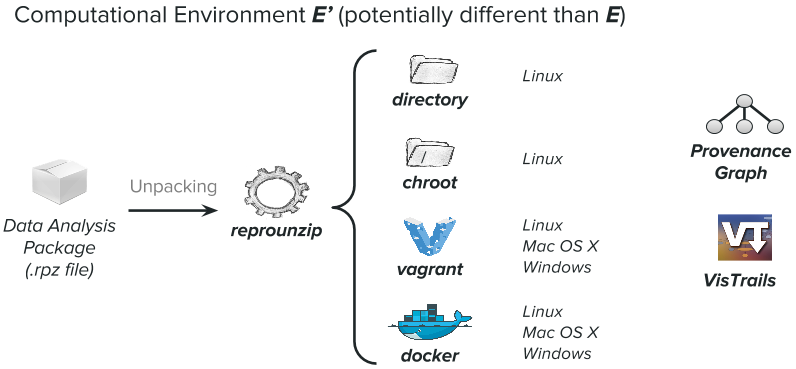 Computational Environment E’ (potentially different than E)
Data Analysis
Package
(.rpz file)
Unpacking
reprounzip
directory
Linux
chroot
Linux
vagrant
Linux
Mac OS X
Windows
docker
Linux
Mac OS X
Windows
Provenance
Graph
VT
VisTrails